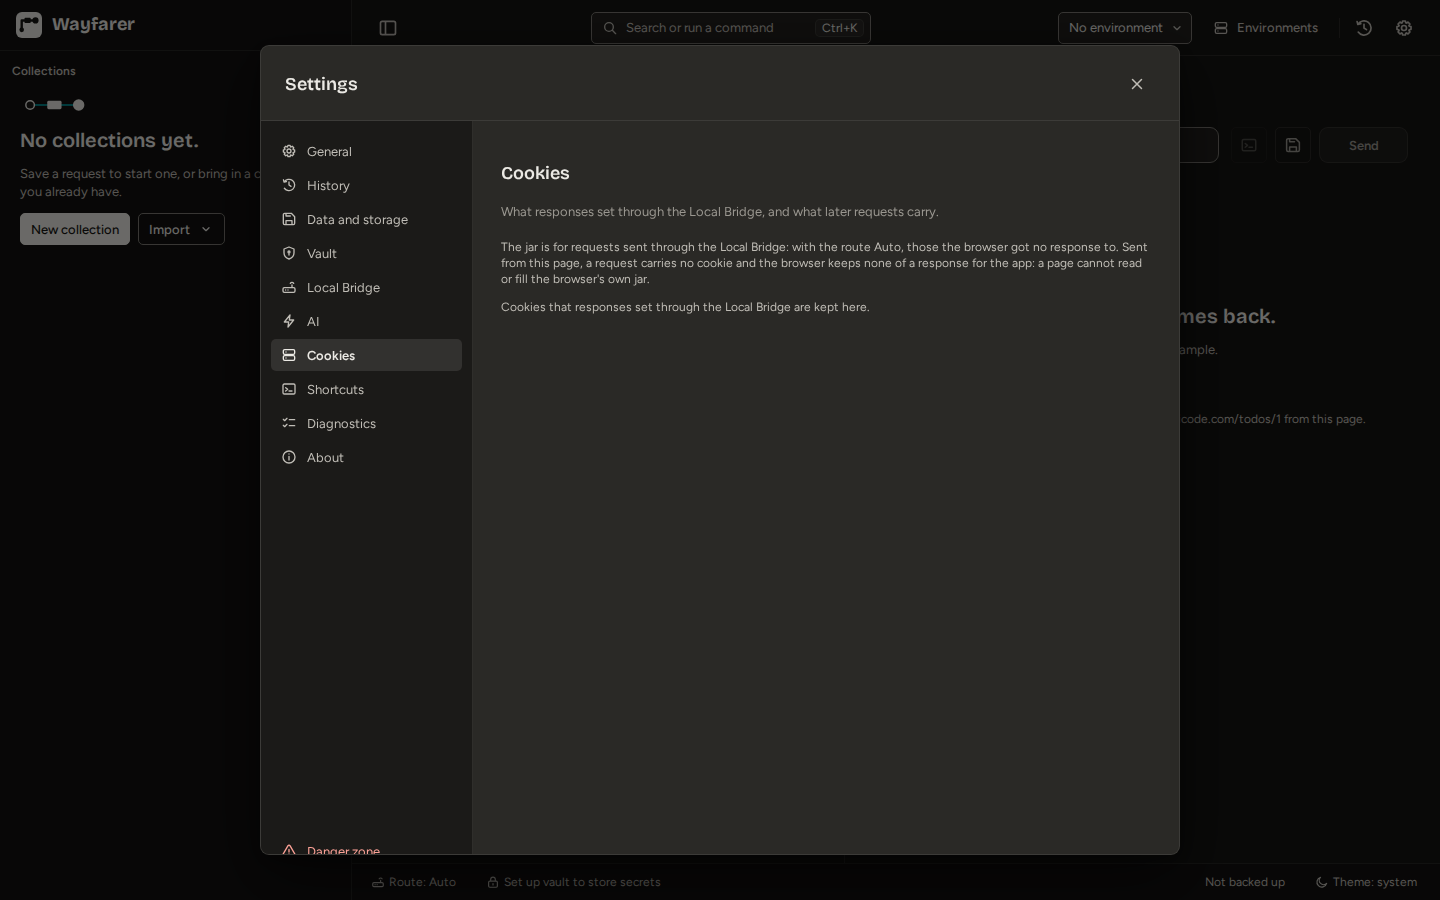 Wayfarer
Search or run a command
Ctrl+K
No environment
Environments
Collections
No collections yet.
Save a request to start one, or bring in a c
you already have.
New collection
Import
Send
mes back.
ample.
code.com/todos/1 from this page.
Settings
General
History
Data and storage
Vault
Local Bridge
AI
Cookies
Shortcuts
Diagnostics
About
Danger zone
Cookies
What responses set through the Local Bridge, and what later requests carry.
The jar is for requests sent through the Local Bridge: with the route Auto, those the browser got no response to. Sent
from this page, a request carries no cookie and the browser keeps none of a response for the app: a page cannot read
or fill the browser's own jar.
Cookies that responses set through the Local Bridge are kept here.
Route: Auto
Set up vault to store secrets
Not backed up
Theme: system